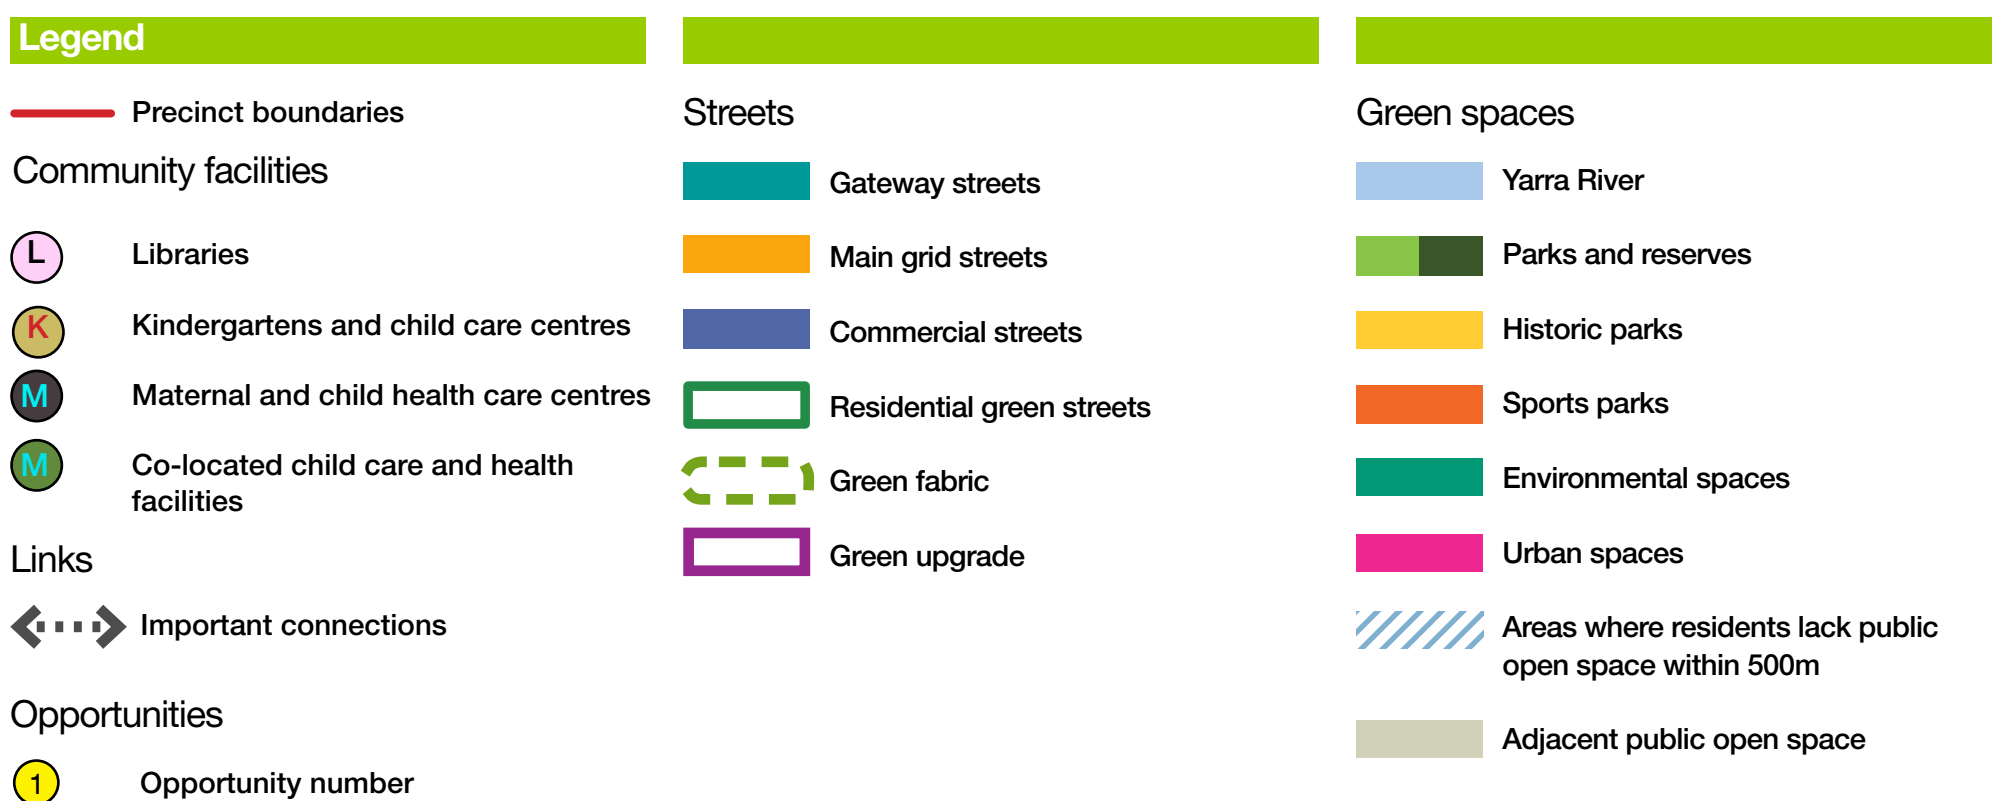 Legend
Precinct boundaries
Community facilities
L
Libraries
K
Kindergartens and child care centres
M
Maternal and child health care centres
M
Co-located child care and health
facilities
Links
Important connections
Opportunities
1
Opportunity number
Streets
Gateway streets
Main grid streets
Commercial streets
Residential green streets
Green fabric
Green upgrade
Green spaces
Yarra River
Parks and reserves
Historic parks
Sports parks
Environmental spaces
Urban spaces
Areas where residents lack public
open space within 500m
Adjacent public open space